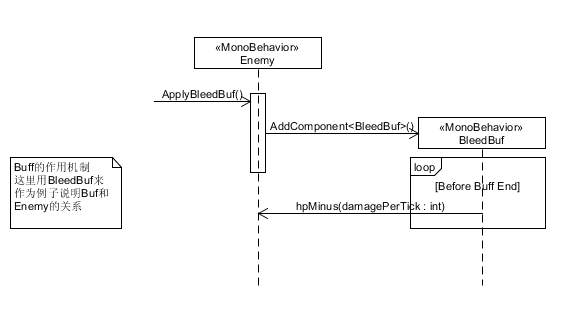 «MonoBehavior»
Enemy
ApplyBleedBuf()
AddComponent<BleedBuf>()
«MonoBehavior»
BleedBuf
Buff的作用机制
这里用BleedBuf来
作为例子说明Buf和
Enemy的关系
loop
[Before Buff End]
hpMinus(damagePerTick : int)